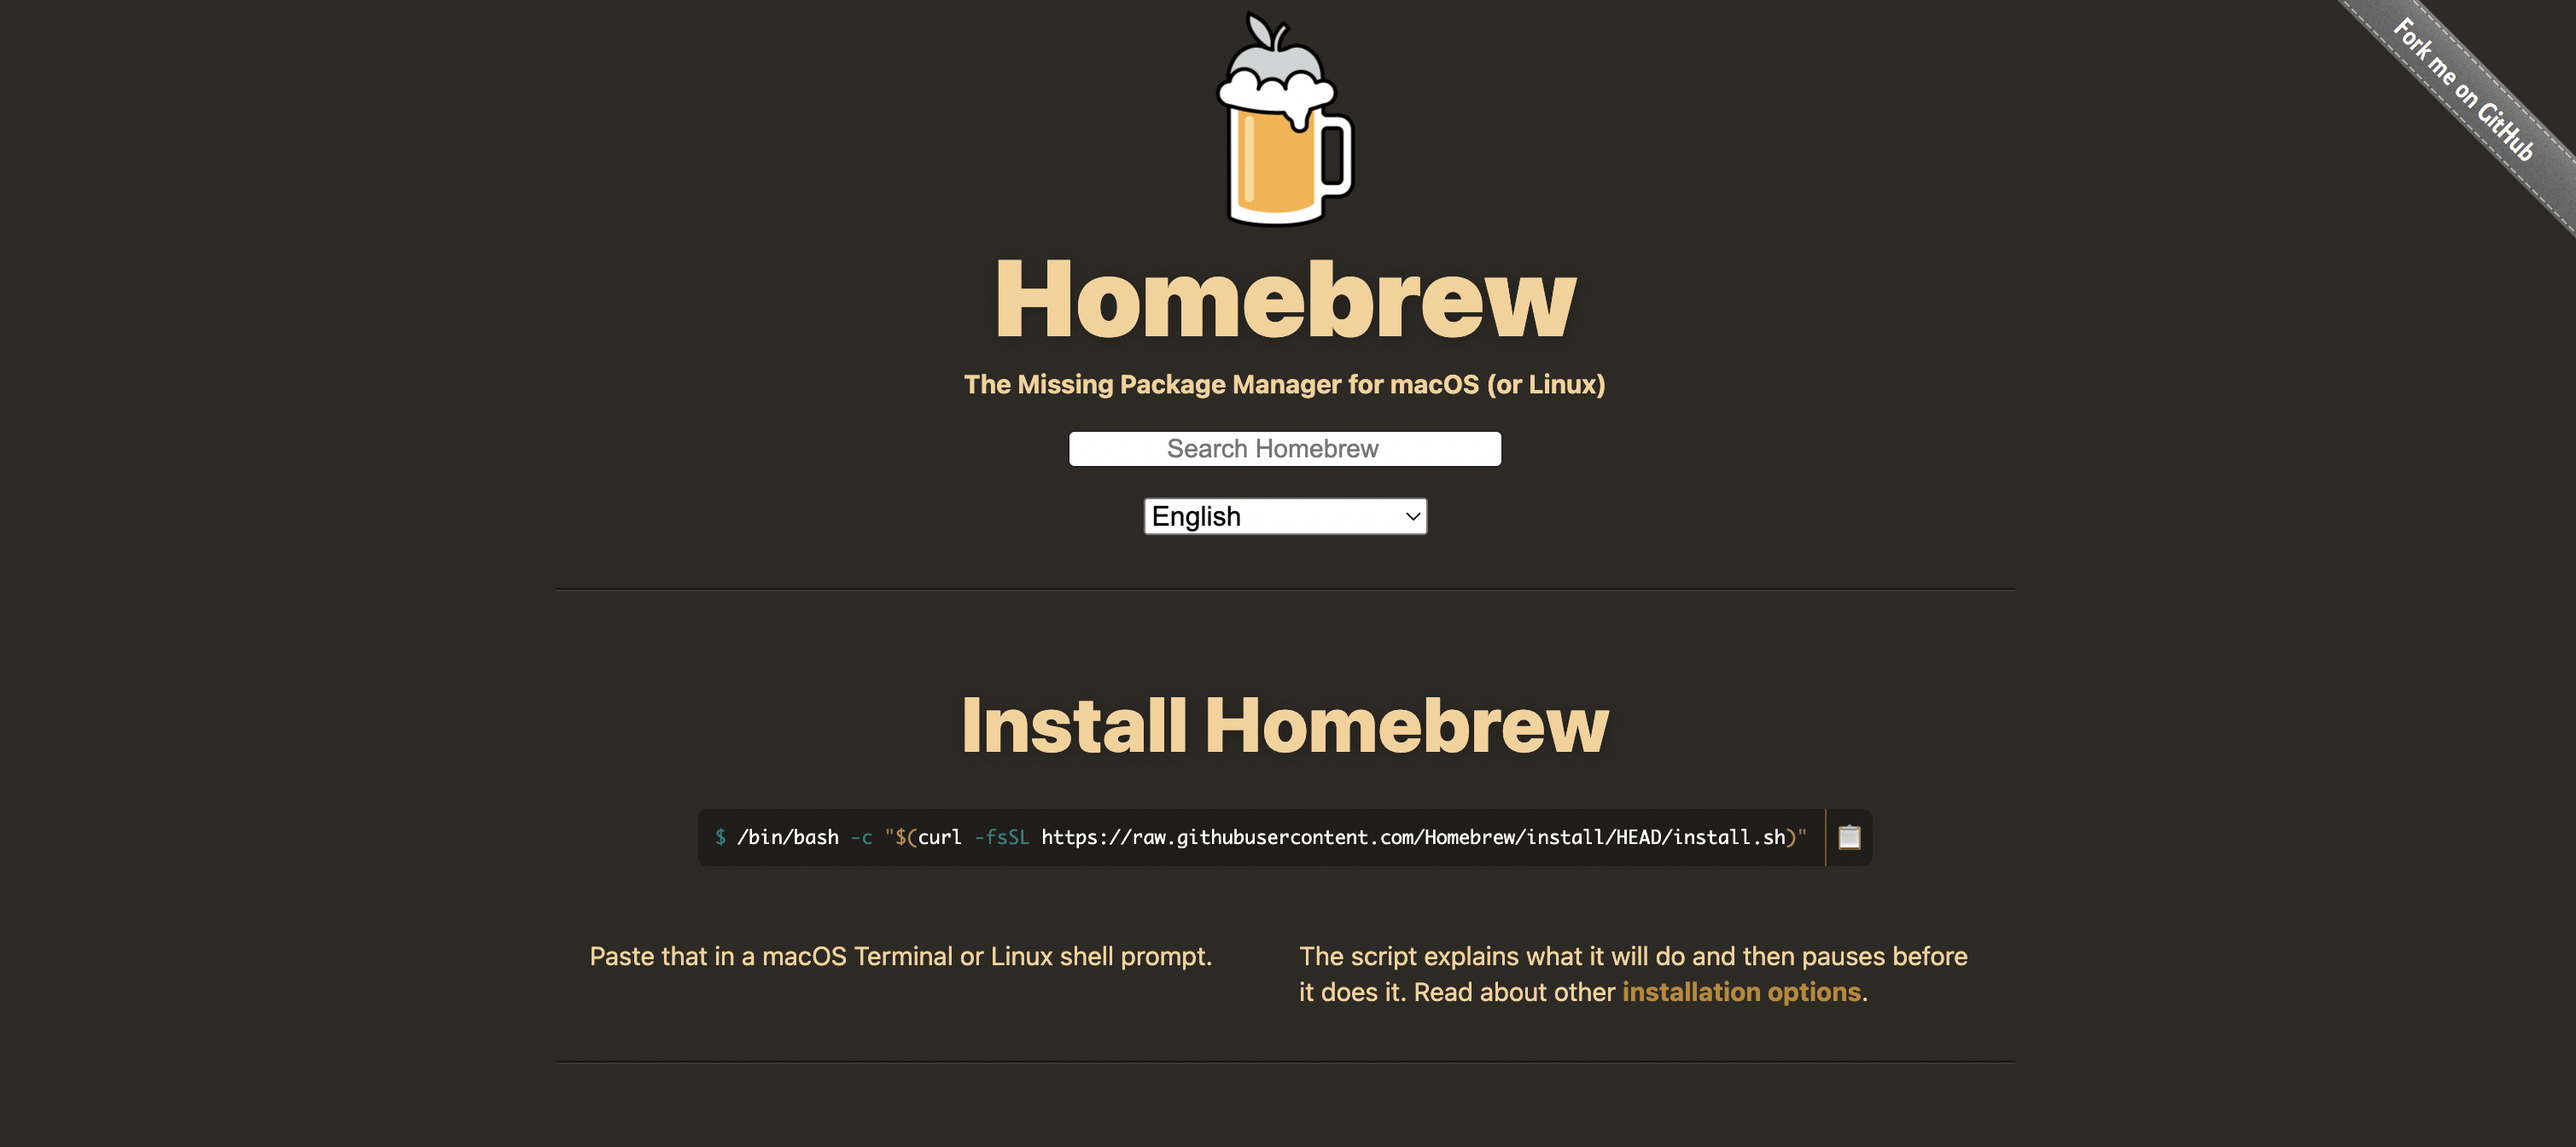 Fork me on GitHub
Homebrew
The Missing Package Manager for macOS (or Linux)
Search Homebrew
English
Install Homebrew
$ /bin/bash -c "$(curl -fsSL https://raw.githubusercontent.com/Homebrew/install/HEAD/install.sh)"
Paste that in a macOS Terminal or Linux shell prompt.
The script explains what it will do and then pauses before
it does it. Read about other installation options.